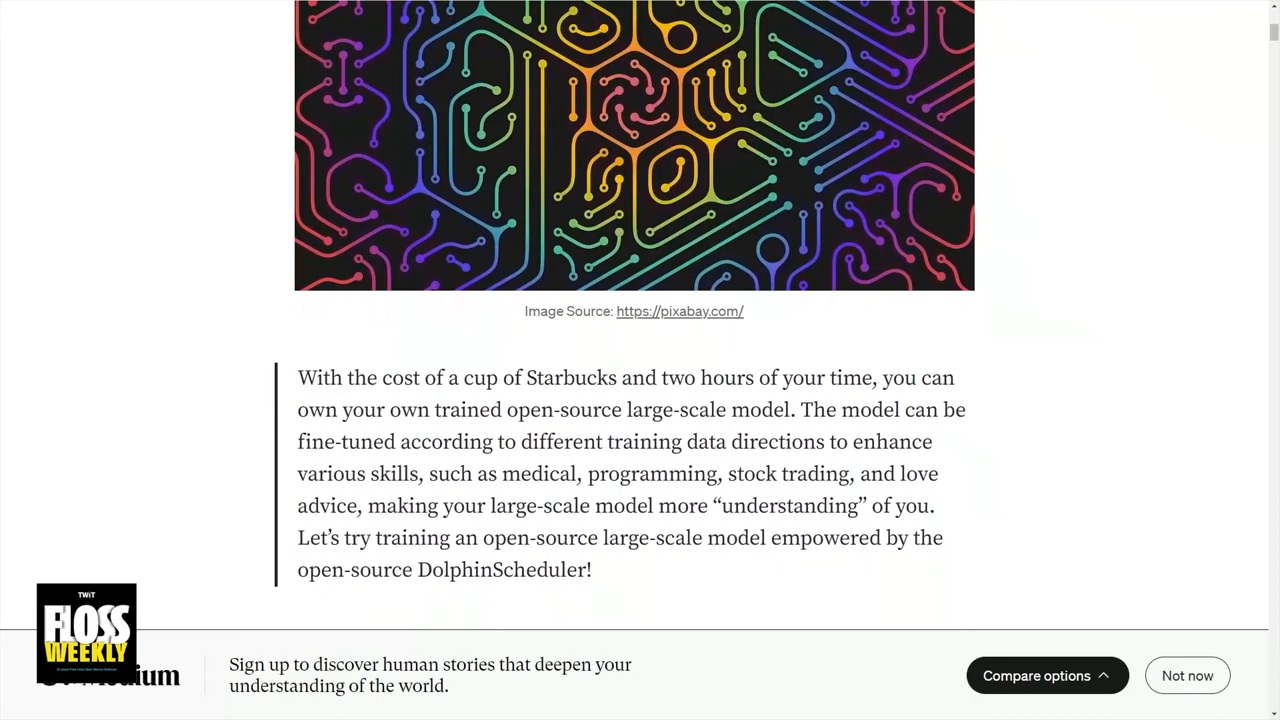 Image Source: https://pixabay.com/
With the cost of a cup of Starbucks and two hours of your time, you can
own your own trained open-source large-scale model. The model can be
fine-tuned according to different training data directions to enhance
various skills, such as medical, programming, stock trading, and love
advice, making your large-scale model more “understanding” of you.
Let’s try training an open-source large-scale model empowered by the
open-source DolphinScheduler!
TWiT
FLOSS
WEEKLY
Sign up to discover human stories that deepen your
understanding of the world.
Compare options
Not now